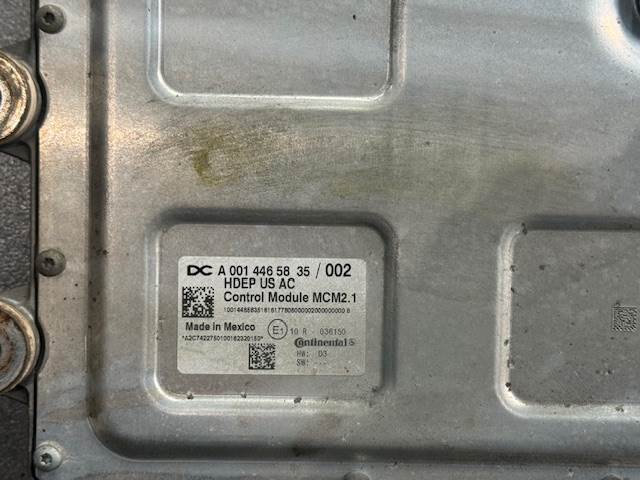 DC A 001 446 58 35 / 002
HDEP US AC
Control Module MCM2.1
Made in Mexico
E1 10 R - 036150
*A2C7422750100162320160*
Continental
HW: D3
SW: ---